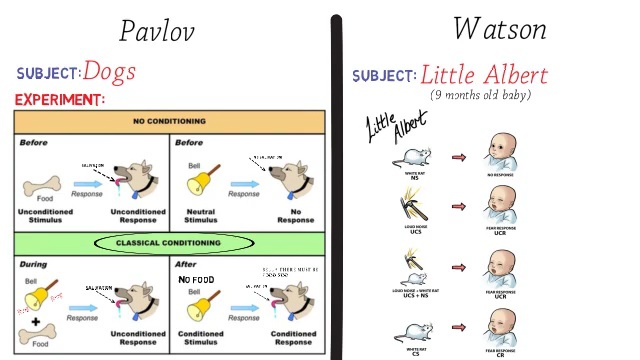 Pavlov
SUBJECT: Dogs
EXPERIMENT:
NO CONDITIONING
Before
SALIVATION
Food
Response
Unconditioned Stimulus
Unconditioned Response
Before
Bell
Response
Neutral Stimulus
No Response
CLASSICAL CONDITIONING
During
Bell
+
Food
SALIVATION
Response
Unconditioned Response
After
NO FOOD
Bell
Response
Conditioned Stimulus
Conditioned Response
Watson
SUBJECT: Little Albert
(9 months old baby)
Little Albert
WHITE RAT
NS
NO RESPONSE
LOUD NOISE
UCS
FEAR RESPONSE
UCR
LOUD NOISE + WHITE RAT
UCS + NS
FEAR RESPONSE
UCR
WHITE RAT
CS
FEAR RESPONSE
CR